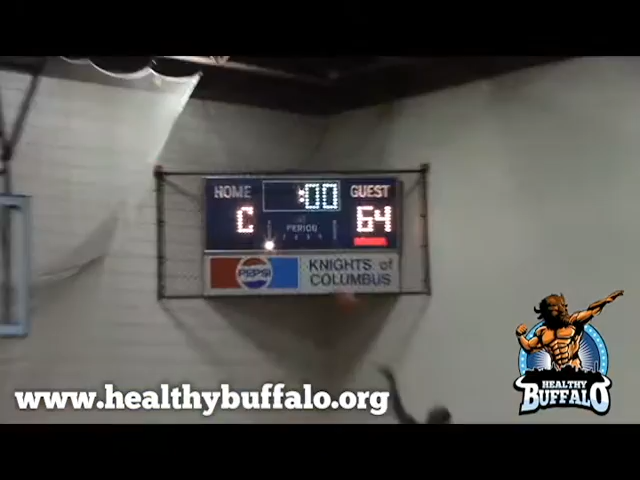 HOME
:00
GUEST
C
PERIOD
64
PEPSI
KNIGHTS of
COLUMBUS
www.healthybuffalo.org
HEALTHY
BUFFALO